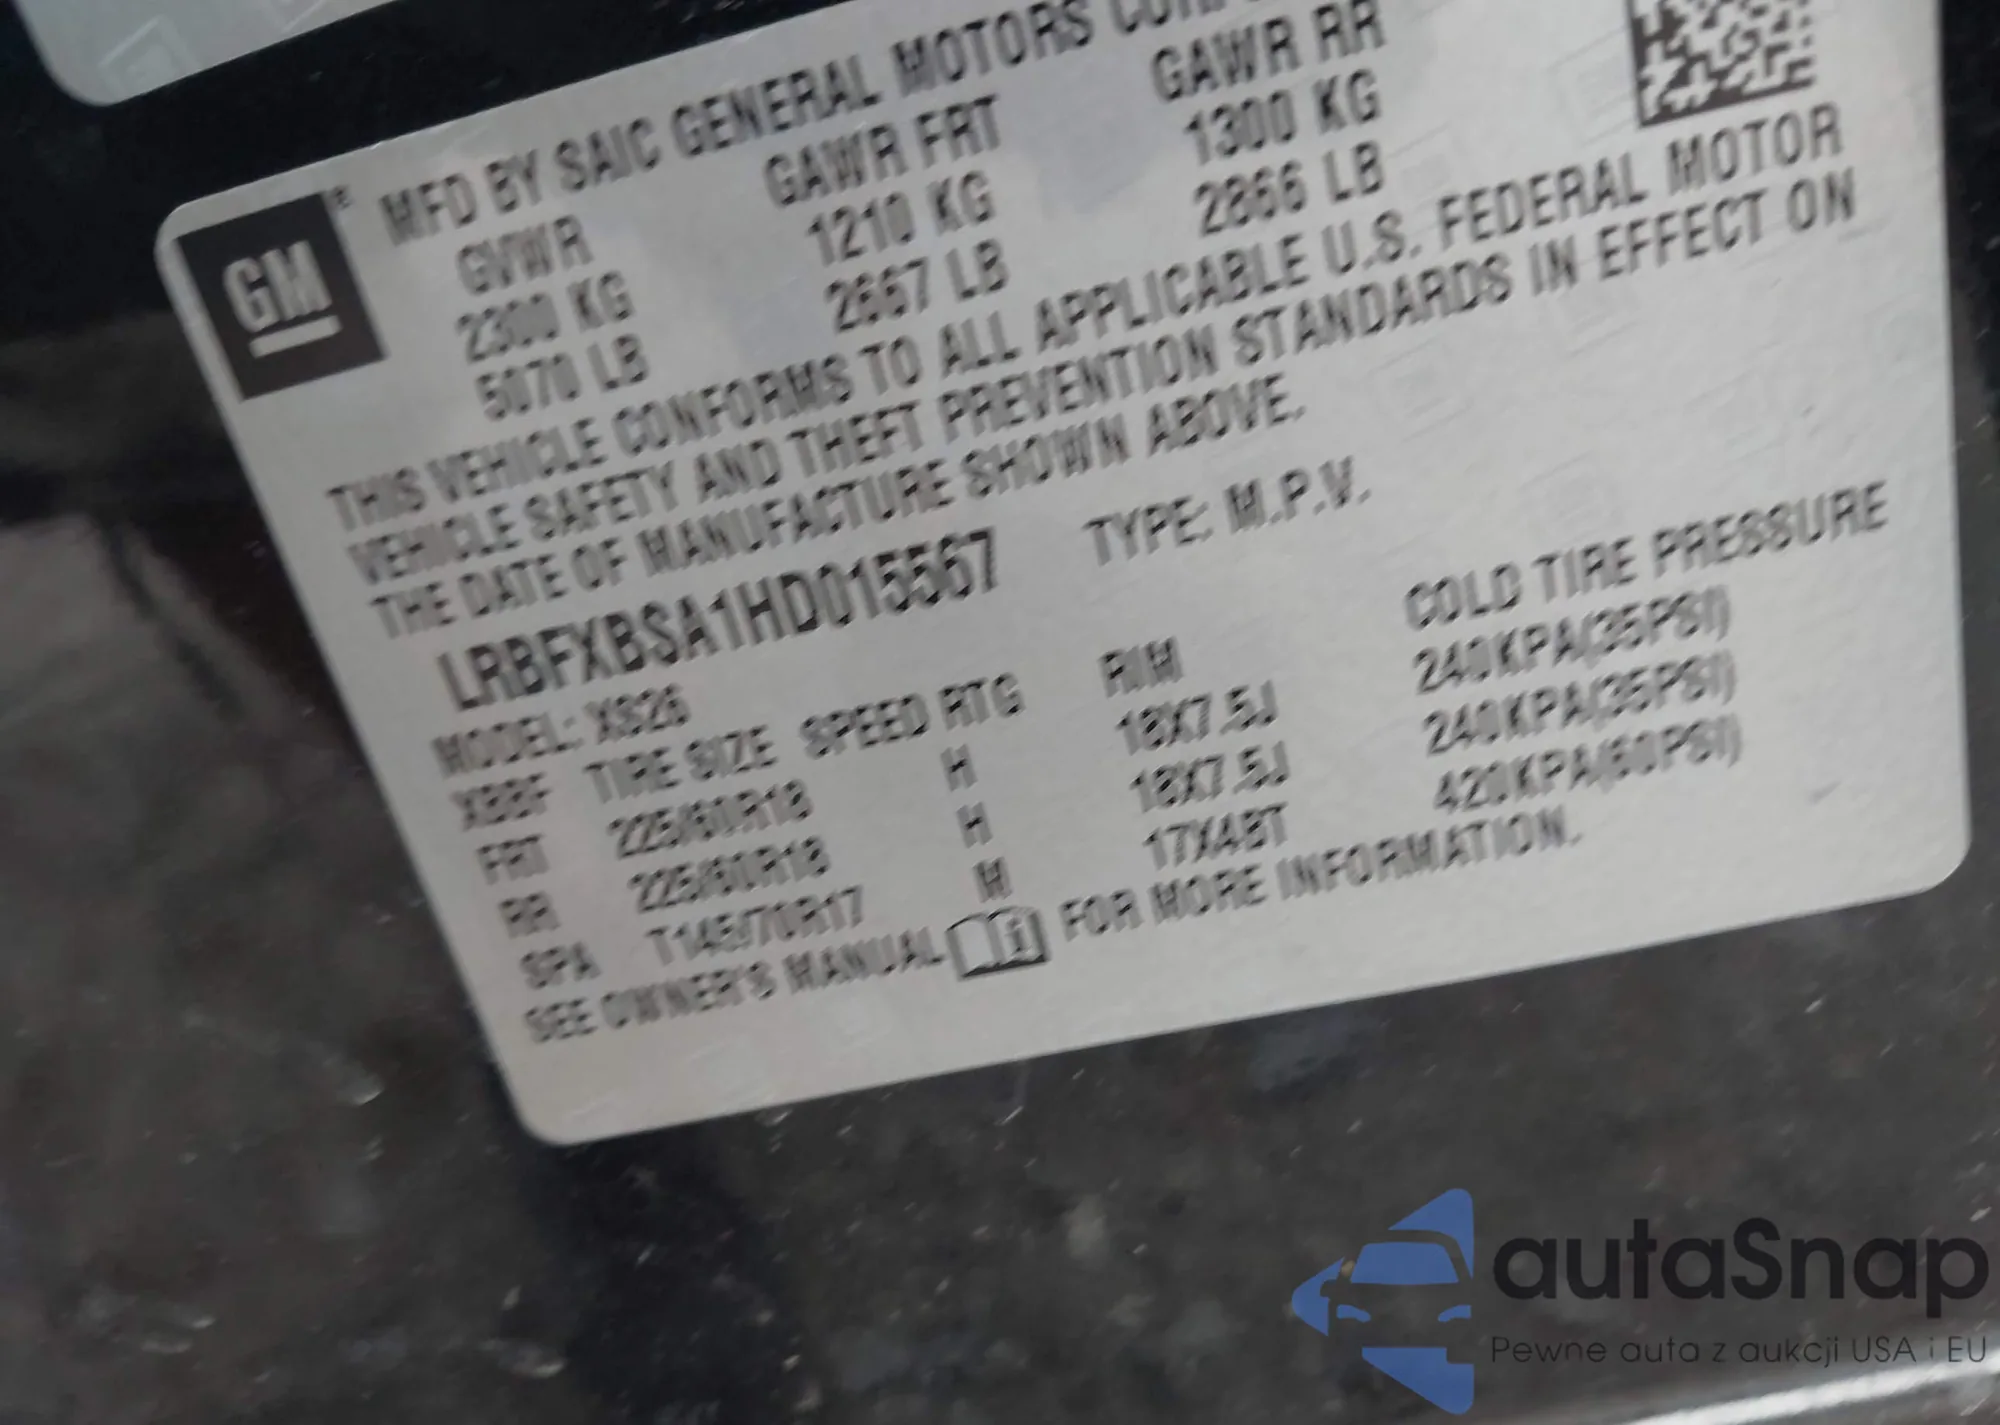 MFD BY SAIC GENERAL MOTORS
GVWR GAWR FRT GAWR RR
2300 KG 1210 KG 1300 KG
5070 LB 2667 LB 2866 LB
THIS VEHICLE CONFORMS TO ALL APPLICABLE U.S. FEDERAL MOTOR
VEHICLE SAFETY AND THEFT PREVENTION STANDARDS IN EFFECT ON
THE DATE OF MANUFACTURE SHOWN ABOVE.
LRBFXBSA1HD015567 TYPE: M.P.V.
MODEL: XS26
XBBF TIRE SIZE SPEED RTG RIM COLD TIRE PRESSURE
FRT 225/60R18 H 18X7.5J 240KPA(35PSI)
RR 225/60R18 H 18X7.5J 240KPA(35PSI)
SPA T145/70R17 M 17X4BT 420KPA(60PSI)
SEE OWNER'S MANUAL FOR MORE INFORMATION.
GM
autaSnap
Pewne auta z aukcji USA i EU